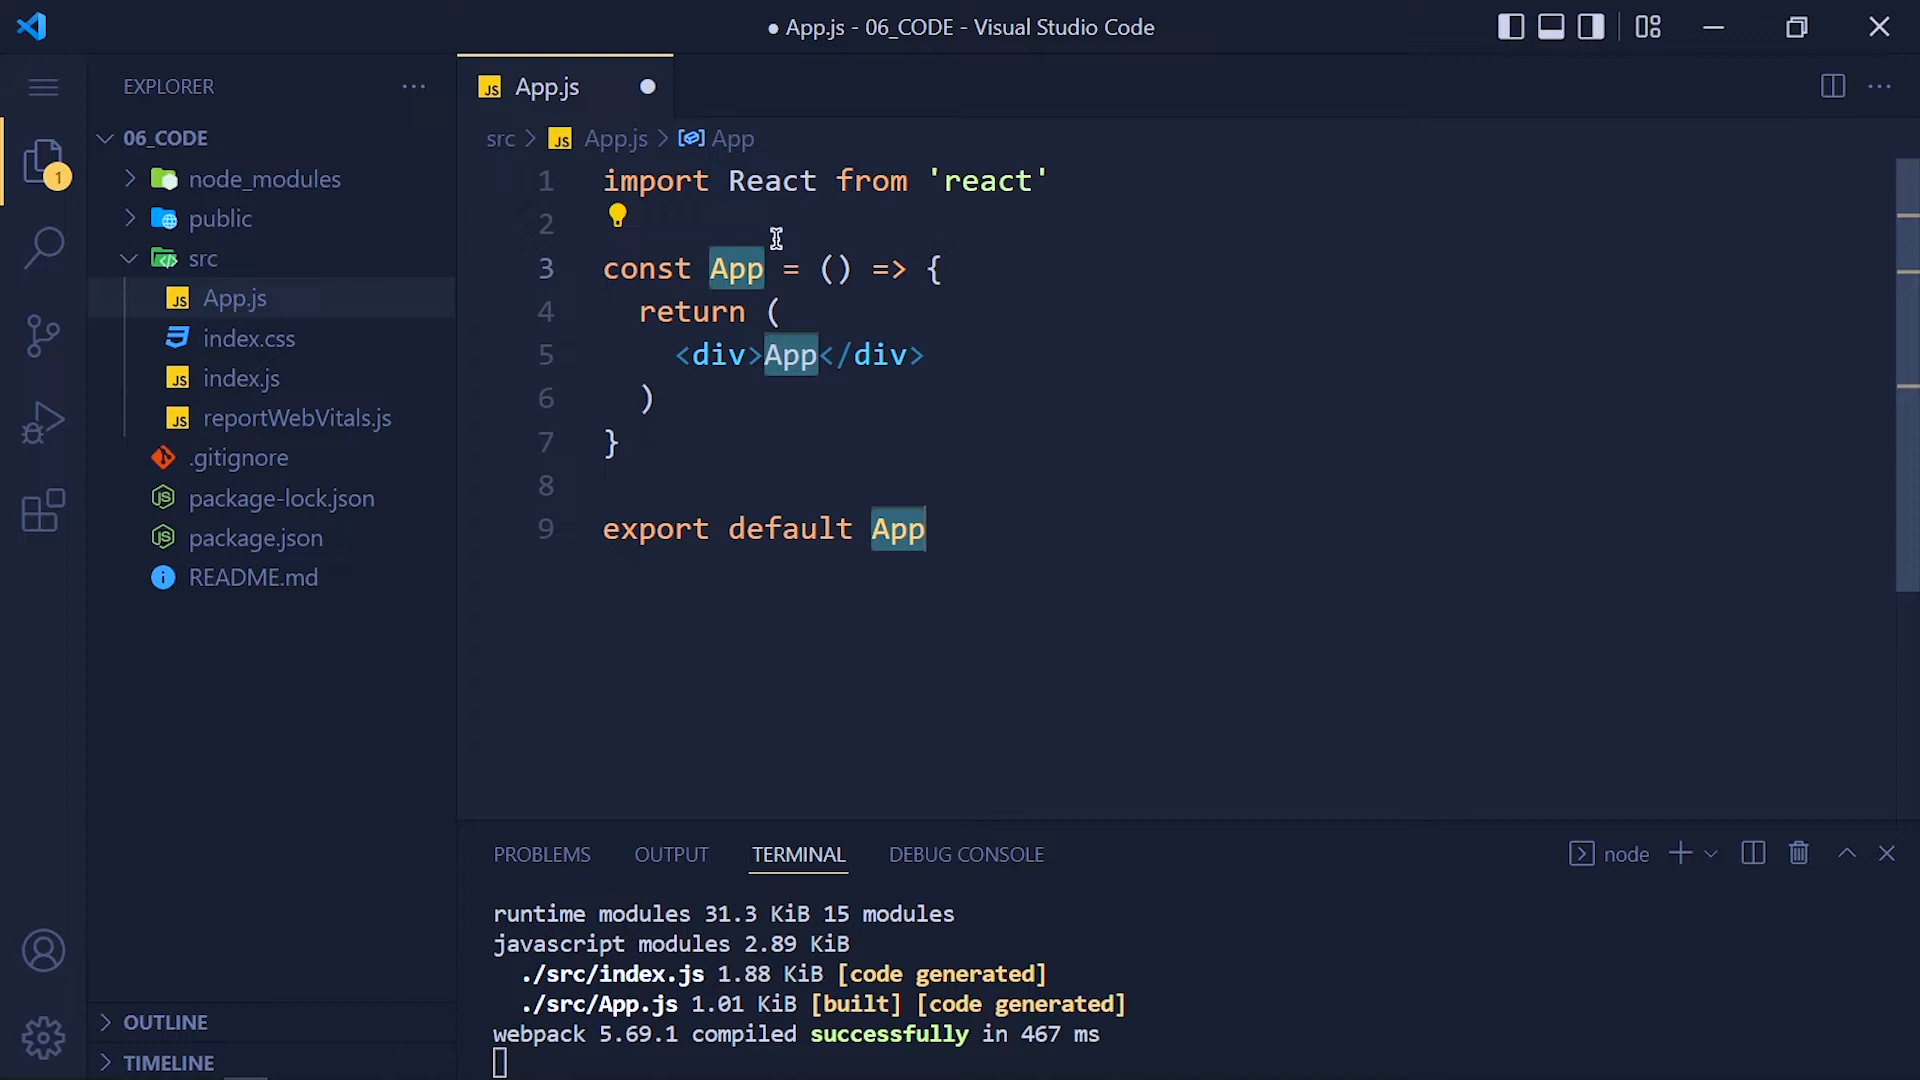 ● App.js - 06_CODE - Visual Studio Code
EXPLORER
06_CODE
node_modules
public
src
JS App.js
index.css
JS index.js
JS reportWebVitals.js
.gitignore
package-lock.json
package.json
README.md
OUTLINE
TIMELINE
1
JS App.js
src > JS App.js > App
1 import React from 'react'
2
3 const App = () => {
4 return (
5 <div>App</div>
6 )
7 }
8
9 export default App
PROBLEMS OUTPUT TERMINAL DEBUG CONSOLE
node
runtime modules 31.3 KiB 15 modules
javascript modules 2.89 KiB
./src/index.js 1.88 KiB [code generated]
./src/App.js 1.01 KiB [built] [code generated]
webpack 5.69.1 compiled successfully in 467 ms